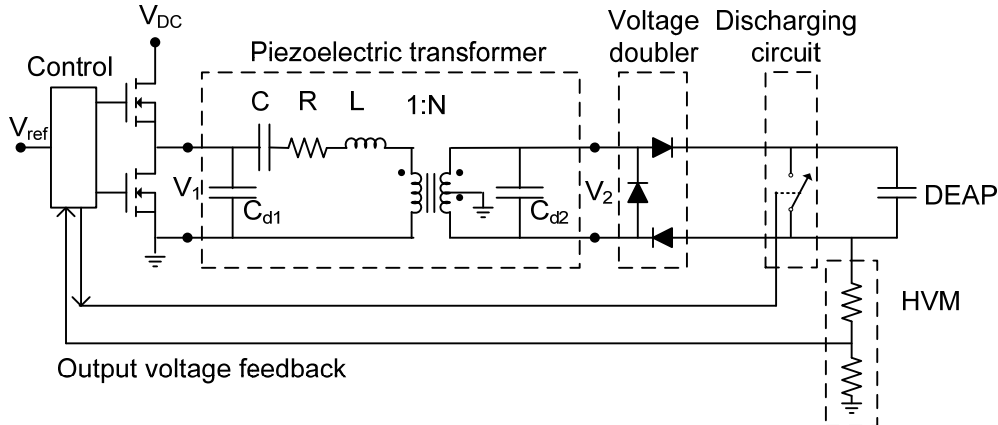 V_DC
Voltage doubler
Discharging circuit
Piezoelectric transformer
Control
C
R
L
1:N
V_ref
V_1
C_d1
C_d2
V_2
DEAP
HVM
Output voltage feedback